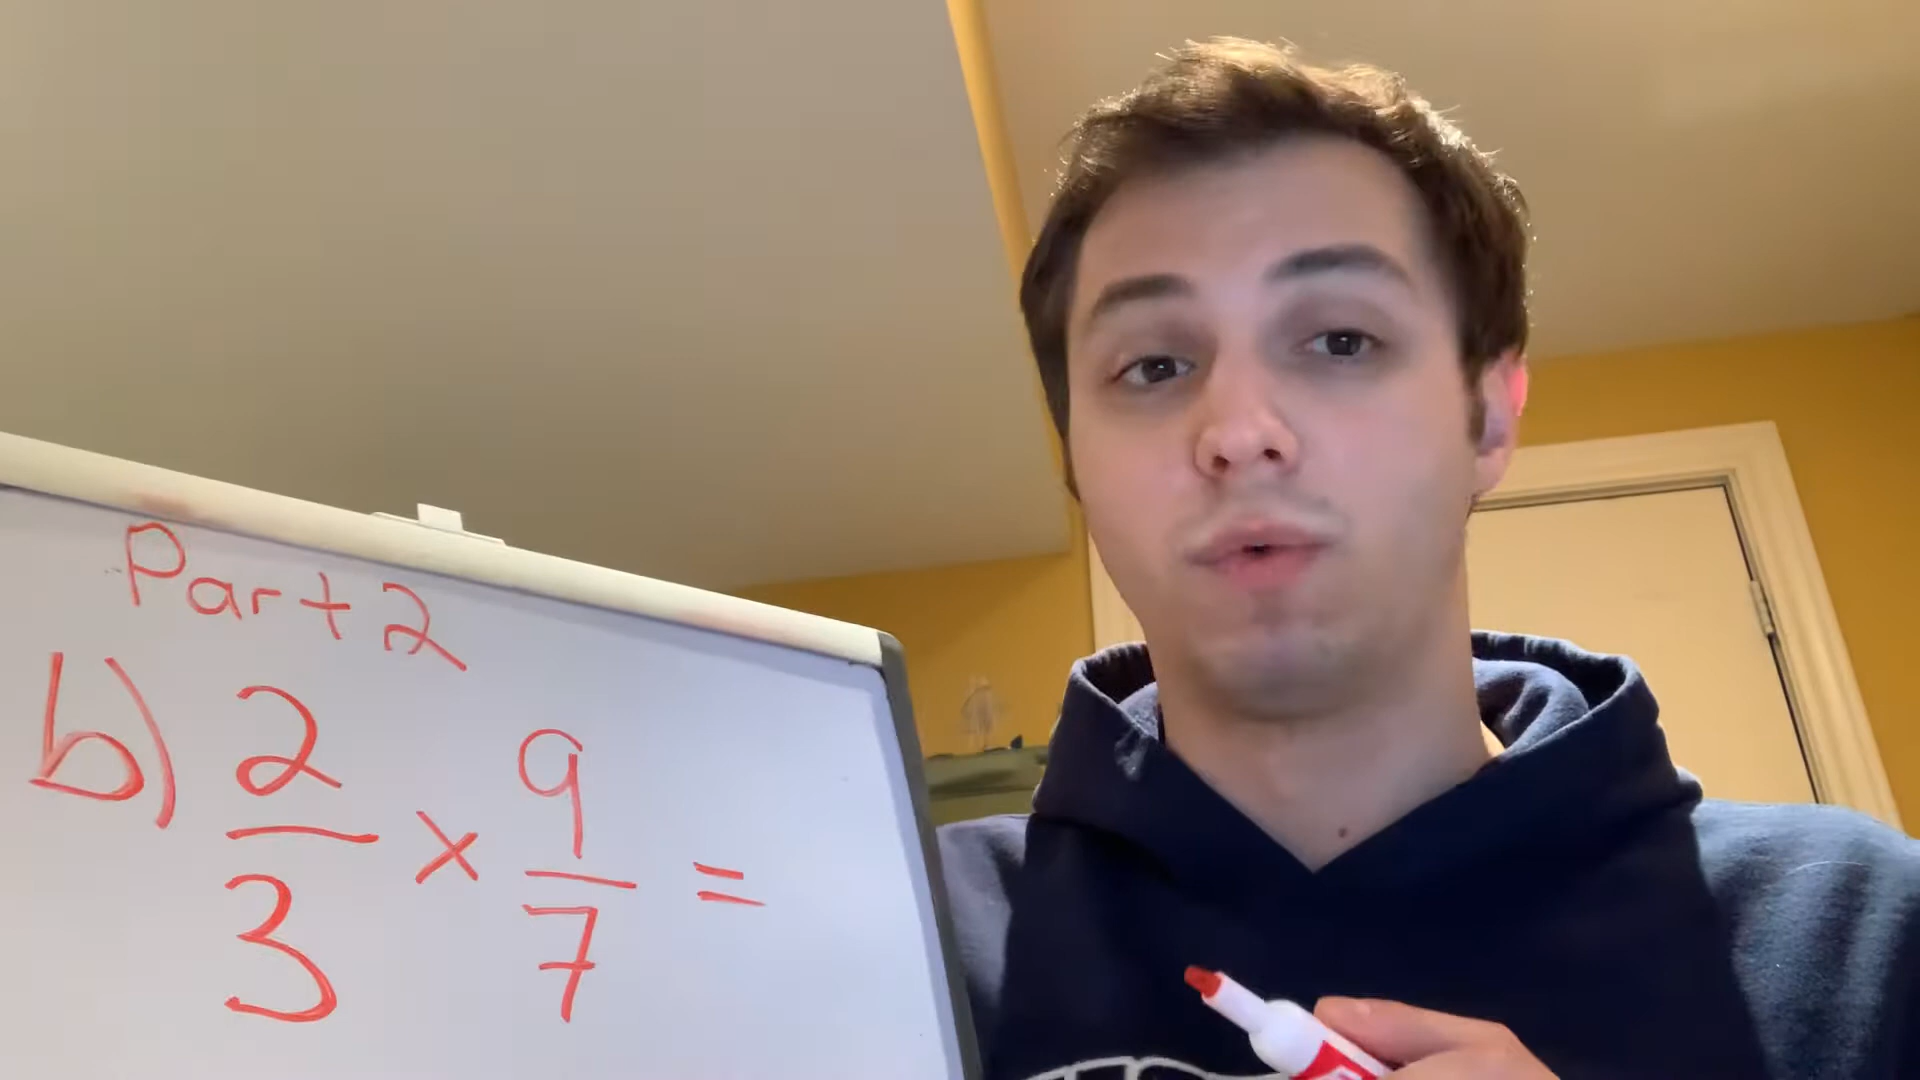 Part 2
b) 2/3 × 9/7 =